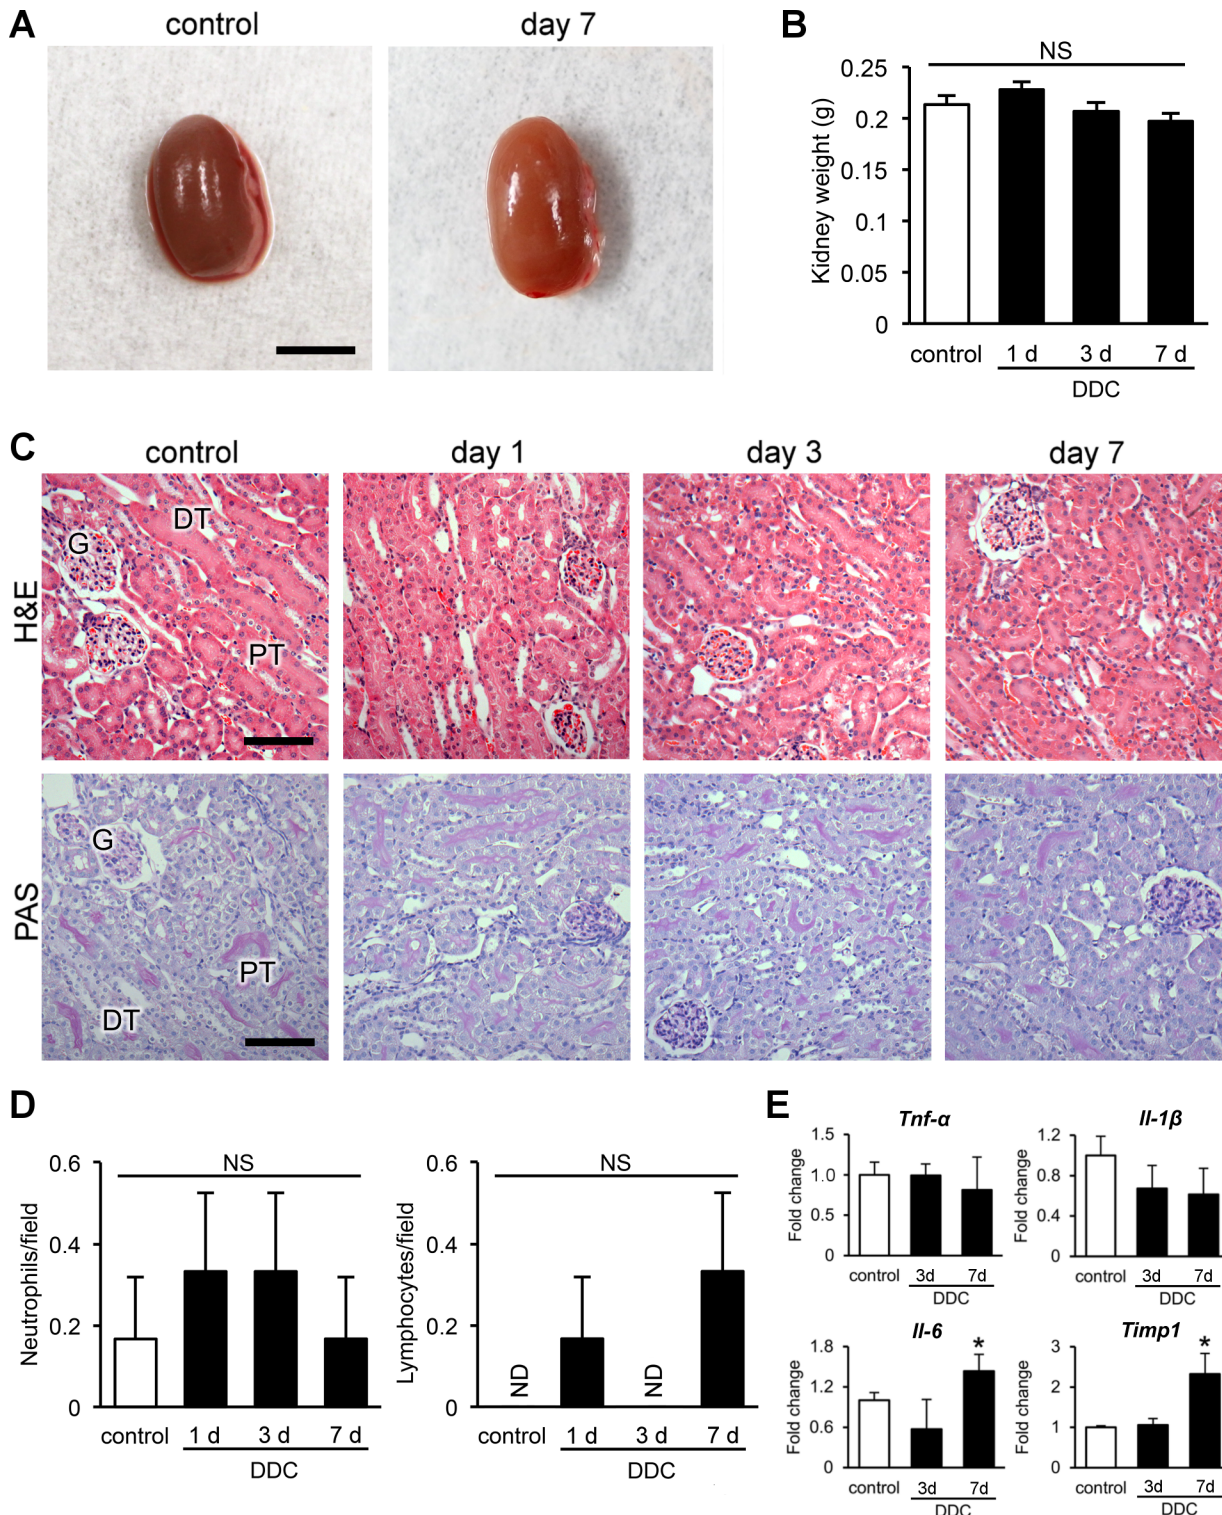 A
control
day 7
B
NS
0.25
0.2
0.15
0.1
0.05
0
Kidney weight (g)
control
1 d
3 d
7 d
DDC
C
control
day 1
day 3
day 7
H&E
DT
G
PT
PAS
G
PT
DT
D
NS
0.6
0.4
0.2
0
Neutrophils/field
control
1 d
3 d
7 d
DDC
NS
0.6
0.4
0.2
0
Lymphocytes/field
ND
ND
control
1 d
3 d
7 d
DDC
E
Tnf-α
1.5
1.0
0.5
0
Fold change
control
3d
7d
DDC
Il-1β
1.2
0.8
0.4
0
Fold change
control
3d
7d
DDC
Il-6
1.8
1.2
0.6
0
Fold change
*
control
3d
7d
DDC
Timp1
3
2
1
0
Fold change
*
control
3d
7d
DDC